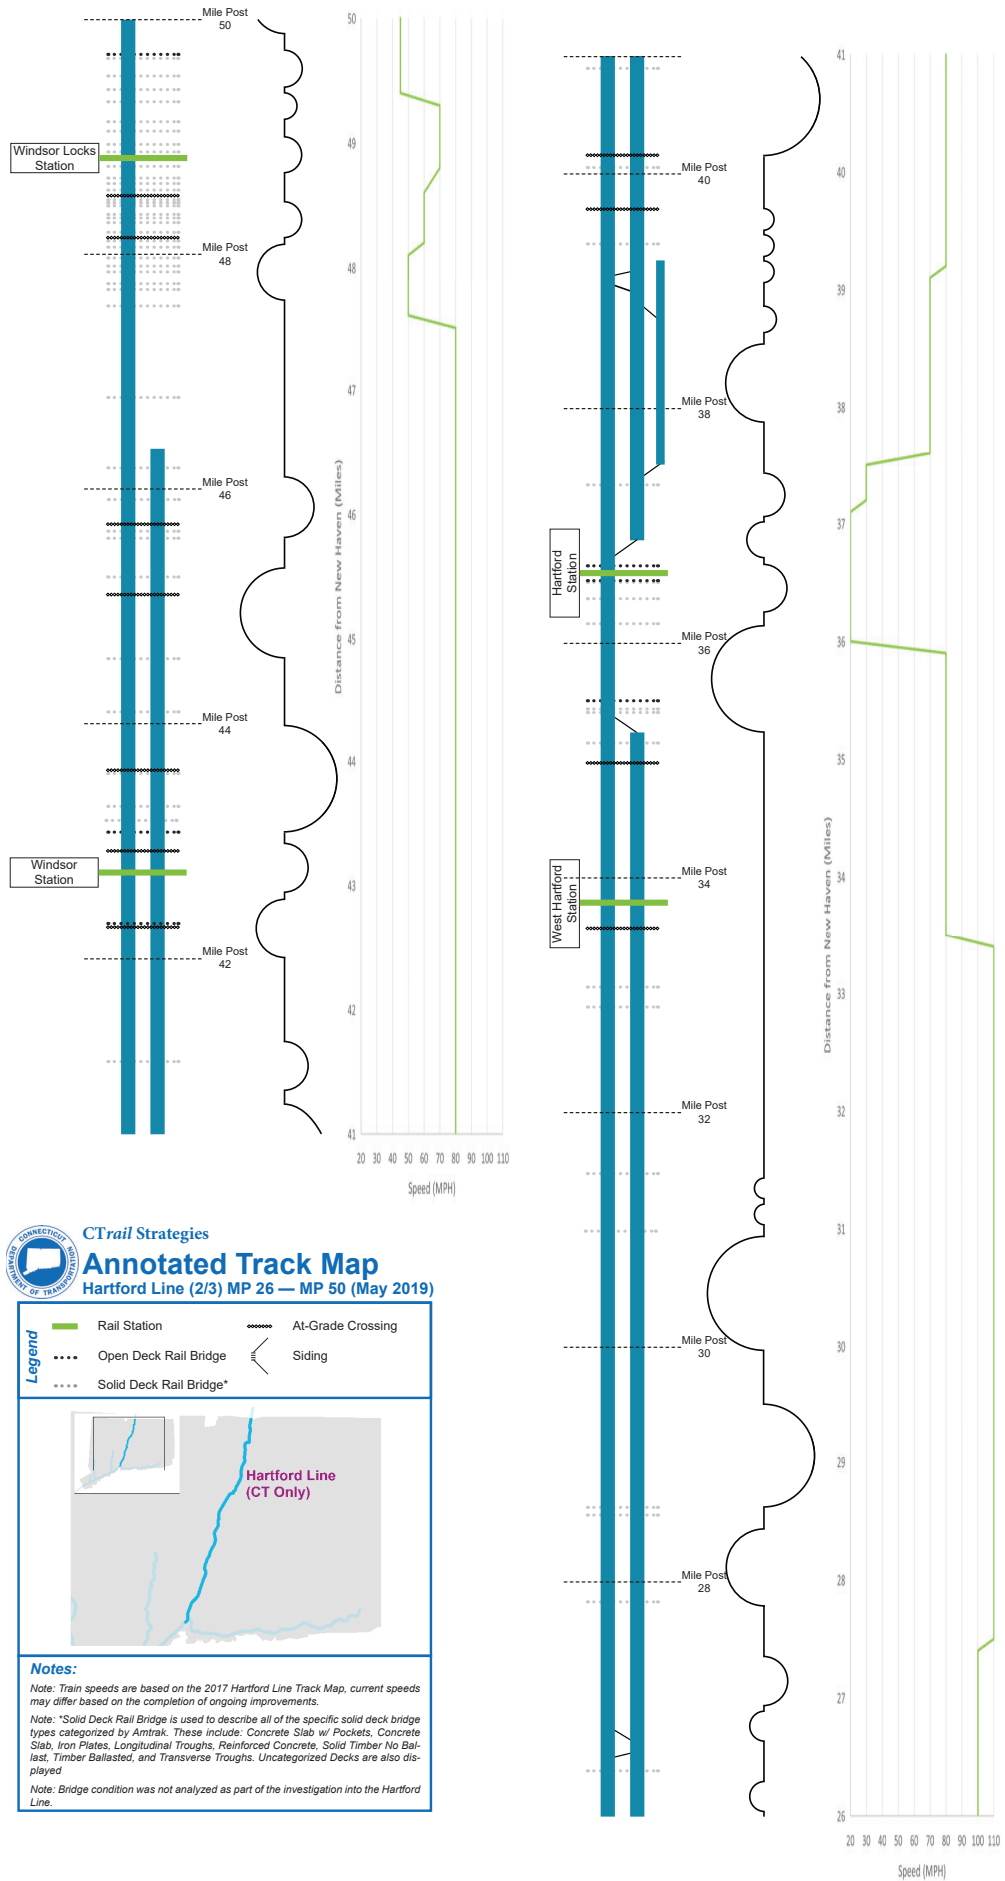 Mile Post
50
Windsor Locks
Station
Mile Post
48
Mile Post
46
Mile Post
44
Windsor
Station
Mile Post
42
50
49
48
47
46
45
44
43
42
41
Distance from New Haven (Miles)
20 30 40 50 60 70 80 90 100 110
Speed (MPH)
Mile Post
40
Mile Post
38
Hartford
Station
Mile Post
36
West Hartford
Station
Mile Post
34
Mile Post
32
Mile Post
30
Mile Post
28
41
40
39
38
37
36
35
34
33
32
31
30
29
28
27
26
Distance from New Haven (Miles)
20 30 40 50 60 70 80 90 100 110
Speed (MPH)
CONNECTICUT
DEPARTMENT OF TRANSPORTATION
CTrail Strategies
Annotated Track Map
Hartford Line (2/3) MP 26 — MP 50 (May 2019)
Legend
Rail Station
At-Grade Crossing
Open Deck Rail Bridge
Siding
Solid Deck Rail Bridge*
Hartford Line
(CT Only)
Notes:
Note: Train speeds are based on the 2017 Hartford Line Track Map, current speeds
may differ based on the completion of ongoing improvements.
Note: *Solid Deck Rail Bridge is used to describe all of the specific solid deck bridge
types categorized by Amtrak. These include: Concrete Slab w/ Pockets, Concrete
Slab, Iron Plates, Longitudinal Troughs, Reinforced Concrete, Solid Timber No Bal-
last, Timber Ballasted, and Transverse Troughs. Uncategorized Decks are also dis-
played
Note: Bridge condition was not analyzed as part of the investigation into the Hartford
Line.